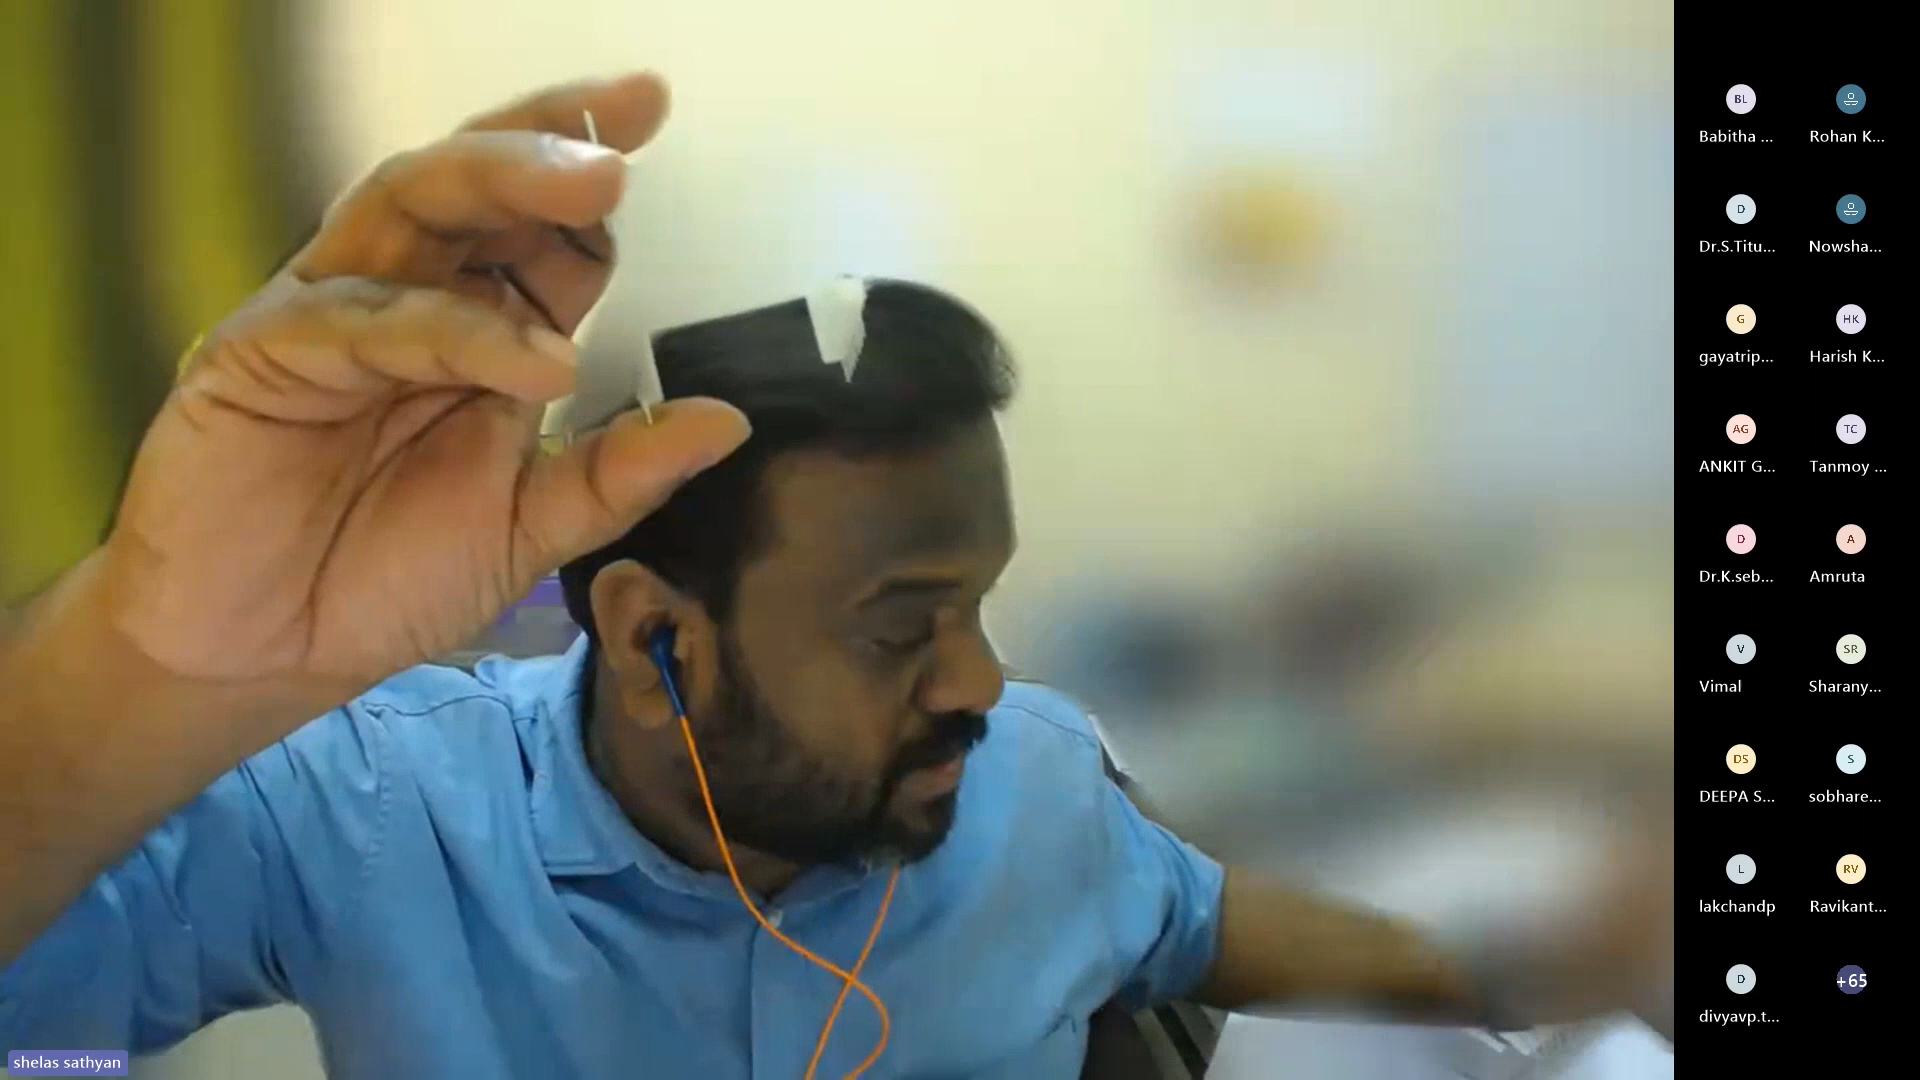 BL
Babitha ...
Rohan K...
D
Dr.S.Titu...
Nowsha...
G
gayatrip...
HK
Harish K...
AG
ANKIT G...
TC
Tanmoy ...
D
Dr.K.seb...
A
Amruta
V
Vimal
SR
Sharany...
DS
DEEPA S...
S
sobhare...
L
lakchandp
RV
Ravikant...
D
divyavp.t...
+65
shelas sathyan